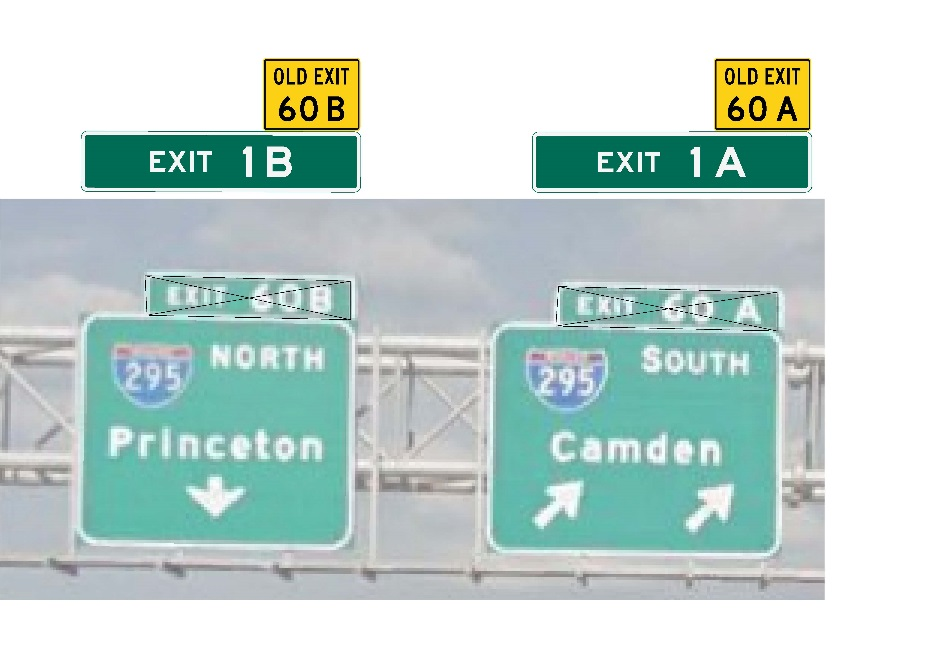 OLD EXIT
60 B
EXIT 1B
OLD EXIT
60 A
EXIT 1A
EXIT 60B
295 NORTH
Princeton
EXIT 60 A
295 SOUTH
Camden